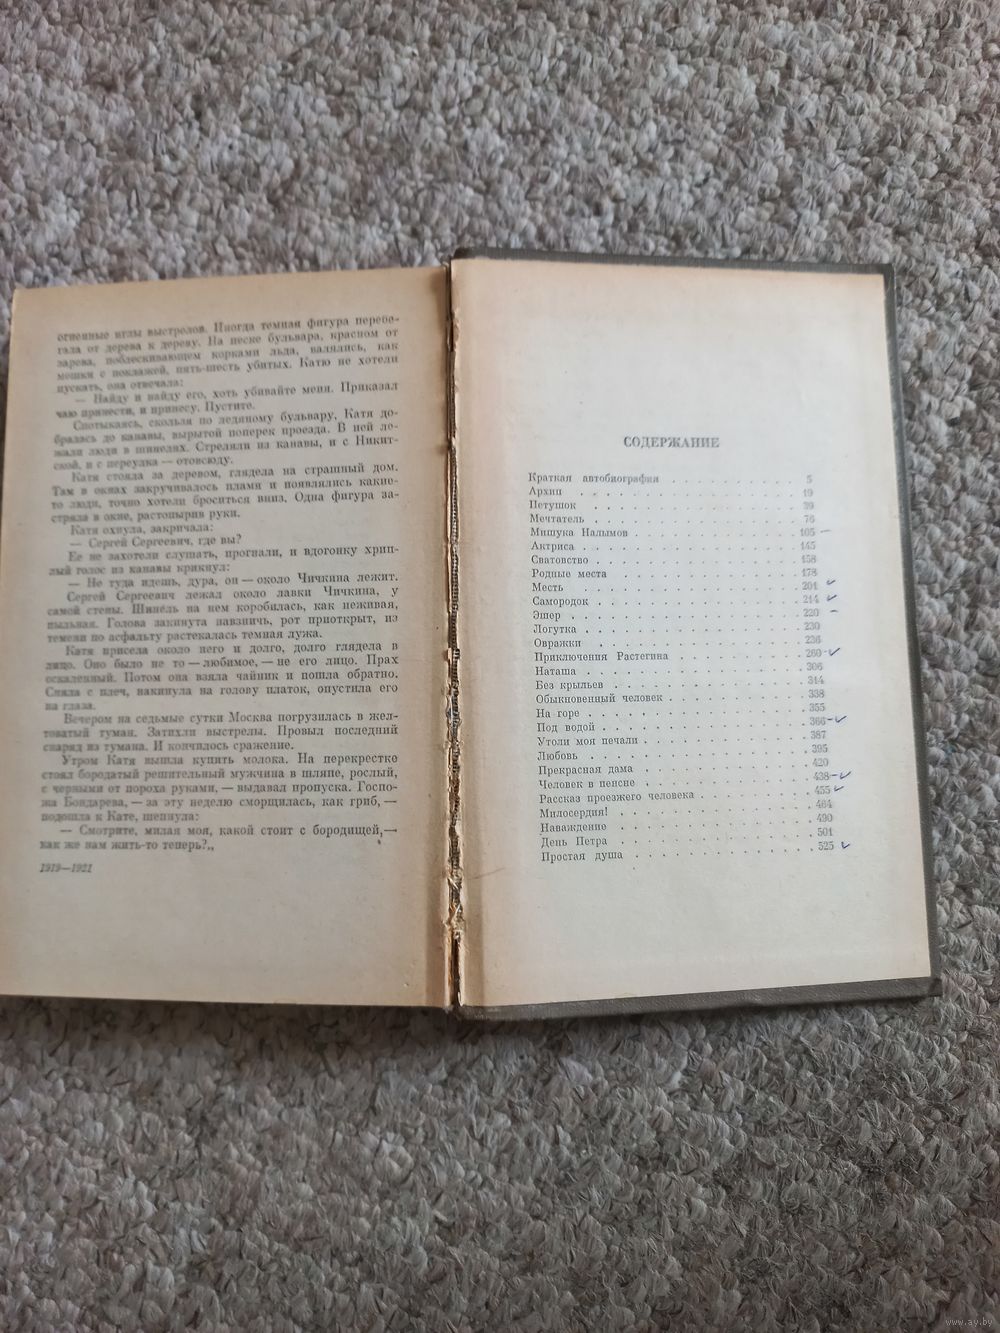 огненные иглы выстрелов. Иногда темная фигура перебе-
гала от дерева к дереву. На песке бульвара, красном от
зарева, поблескивающем корками льда, валялись, как
мешки с поклажей, пять-шесть убитых. Катю не хотели
пускать, она отвечала:
— Найду и найду его, хоть убивайте меня. Приказал
чаю принести, и принесу. Пустите.
Спотыкаясь, скользя по ледяному бульвару, Катя до-
бралась до канавы, вырытой поперек проезда. В ней ле-
жали люди в шинелях. Стреляли из канавы, и с Никит-
ской, и с переулка — отовсюду.
Катя стояла за деревом, глядела на страшный дом.
Там в окнах закручивалось пламя и появлялись какие-
то люди, точно хотели броситься вниз. Одна фигура за-
стряла в окне, растопырив руки.
Катя охнула, закричала:
— Сергей Сергеевич, где вы?
Ее не захотели слушать, прогнали, и вдогонку хрип-
лый голос из канавы крикнул:
— Не туда идешь, дура, он — около Чичкина лежит.
Сергей Сергеевич лежал около лавки Чичкина, у
самой стены. Шинель на нем коробилась, как неживая,
пыльная. Голова закинута навзничь, рот приоткрыт, из
темени по асфальту растекалась темная лужа.
Катя присела около него и долго, долго глядела в
лицо. Оно было не то — любимое, — не его лицо. Прах
оскаленный. Потом она взяла чайник и пошла обратно.
Сняла с плеч, накинула на голову платок, опустила его
на глаза.
Вечером на седьмые сутки Москва погрузилась в жел-
товатый туман. Затихли выстрелы. Провыл последний
снаряд из тумана. И кончилось сражение.
Утром Катя вышла купить молока. На перекрестке
стоял бородатый решительный мужчина в шляпе, рослый,
с черными от пороха руками, — выдавал пропуска. Госпо-
жа Бондарева, — за эту неделю сморщилась, как гриб, —
подошла к Кате, шепнула:
— Смотрите, милая моя, какой стоит с бородищей, —
как же нам жить-то теперь?..
1919—1921
СОДЕРЖАНИЕ
Краткая автобиография . . . . . . . . . 5
Архип . . . . . . . . . 19
Петушок . . . . . . . . . 39
Мечтатель . . . . . . . . . 76
Мишука Налымов . . . . . . . . . 105
Актриса . . . . . . . . . 145
Сватовство . . . . . . . . . 158
Родные места . . . . . . . . . 178
Месть . . . . . . . . . 201
Самородок . . . . . . . . . 214
Эшер . . . . . . . . . 220
Логутка . . . . . . . . . 230
Овражки . . . . . . . . . 236
Приключения Растегина . . . . . . . . . 260
Наташа . . . . . . . . . 306
Без крыльев . . . . . . . . . 314
Обыкновенный человек . . . . . . . . . 338
На горе . . . . . . . . . 355
Под водой . . . . . . . . . 366
Утоли моя печали . . . . . . . . . 387
Любовь . . . . . . . . . 395
Прекрасная дама . . . . . . . . . 420
Человек в пенсне . . . . . . . . . 438
Рассказ проезжего человека . . . . . . . . . 455
Милосердия! . . . . . . . . . 464
Наваждение . . . . . . . . . 490
День Петра . . . . . . . . . 501
Простая душа . . . . . . . . . 525
www.ay.by